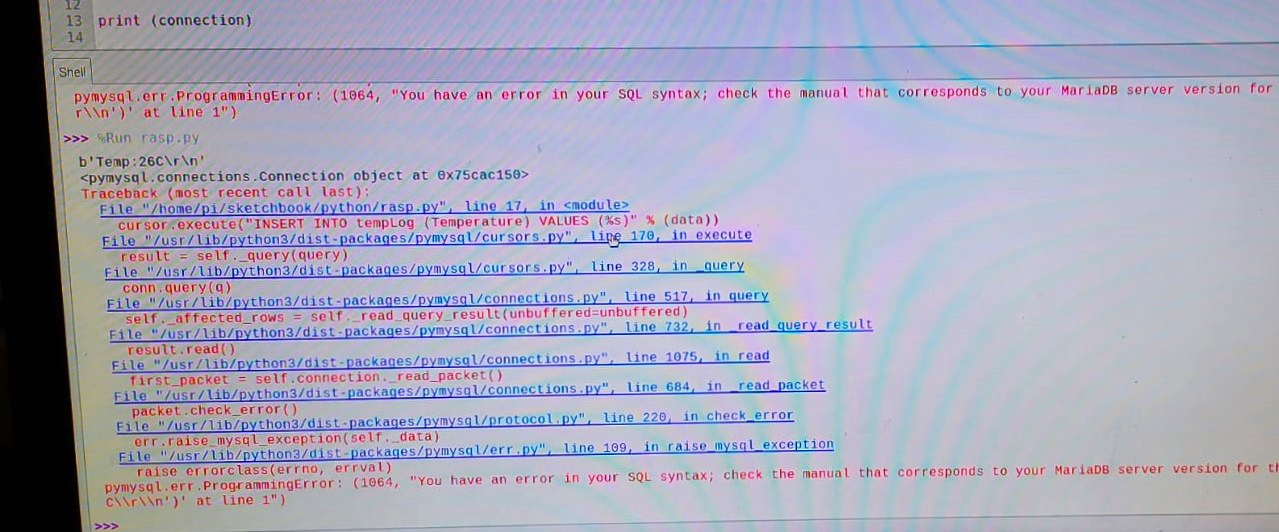 12
13 print (connection)
14
Shell
pymysql.err.ProgrammingError: (1064, "You have an error in your SQL syntax; check the manual that corresponds to your MariaDB server version for
r\\n')' at line 1")
>>> %Run rasp.py
b'Temp:26C\r\n'
<pymysql.connections.Connection object at 0x75cac150>
Traceback (most recent call last):
File "/home/pi/sketchbook/python/rasp.py", line 17, in <module>
cursor.execute("INSERT INTO tempLog (Temperature) VALUES (%s)" % (data))
File "/usr/lib/python3/dist-packages/pymysql/cursors.py", line 170, in execute
result = self._query(query)
File "/usr/lib/python3/dist-packages/pymysql/cursors.py", line 328, in _query
conn.query(q)
File "/usr/lib/python3/dist-packages/pymysql/connections.py", line 517, in query
self._affected_rows = self._read_query_result(unbuffered=unbuffered)
File "/usr/lib/python3/dist-packages/pymysql/connections.py", line 732, in _read_query_result
result.read()
File "/usr/lib/python3/dist-packages/pymysql/connections.py", line 1075, in read
first_packet = self.connection._read_packet()
File "/usr/lib/python3/dist-packages/pymysql/connections.py", line 684, in _read_packet
packet.check_error()
File "/usr/lib/python3/dist-packages/pymysql/protocol.py", line 220, in check_error
err.raise_mysql_exception(self._data)
File "/usr/lib/python3/dist-packages/pymysql/err.py", line 109, in raise_mysql_exception
raise errorclass(errno, errval)
pymysql.err.ProgrammingError: (1064, "You have an error in your SQL syntax; check the manual that corresponds to your MariaDB server version for
C\\r\\n')' at line 1")
>>>